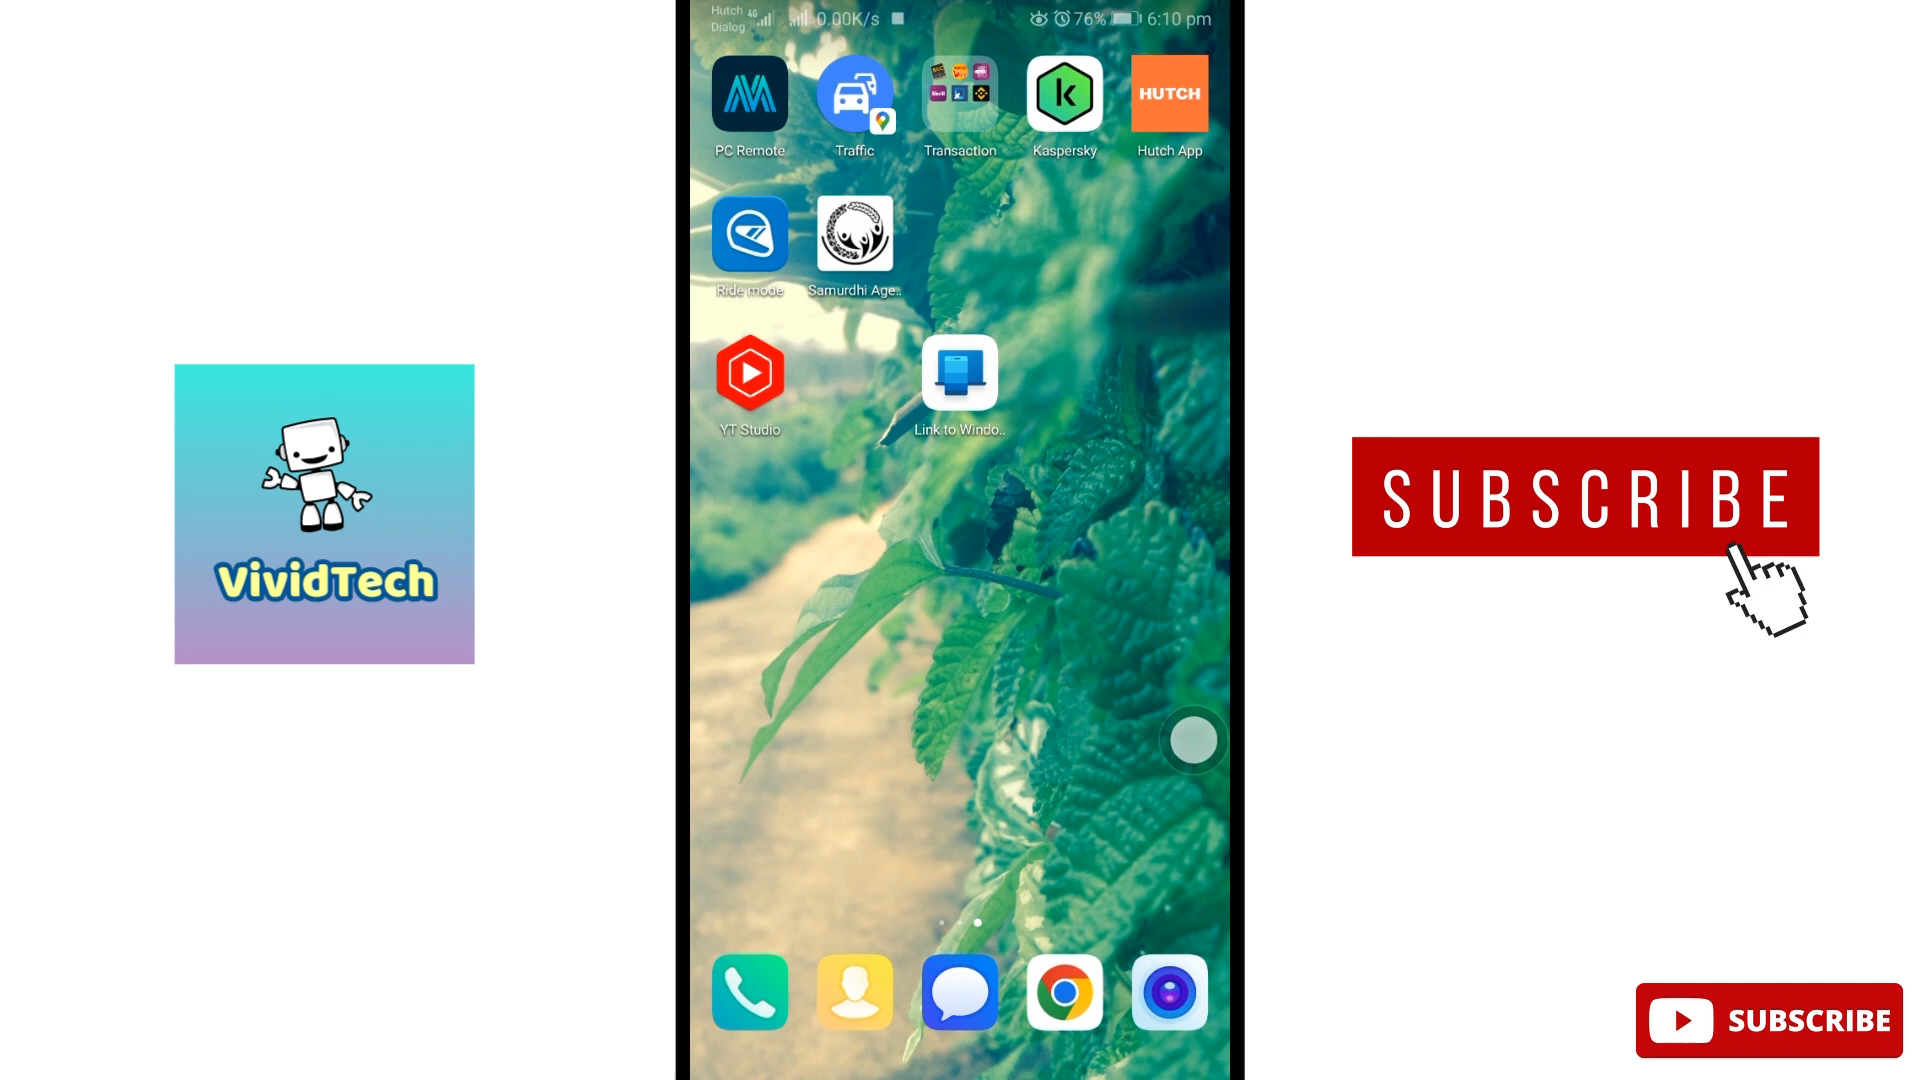 Hutch 4G
Dialog
0.00K/s
76%
6:10 pm
HUTCH
PC Remote
Traffic
Transaction
Kaspersky
Hutch App
Ride mode
Samurdhi Age..
YT Studio
Link to Windo..
VividTech
SUBSCRIBE
SUBSCRIBE